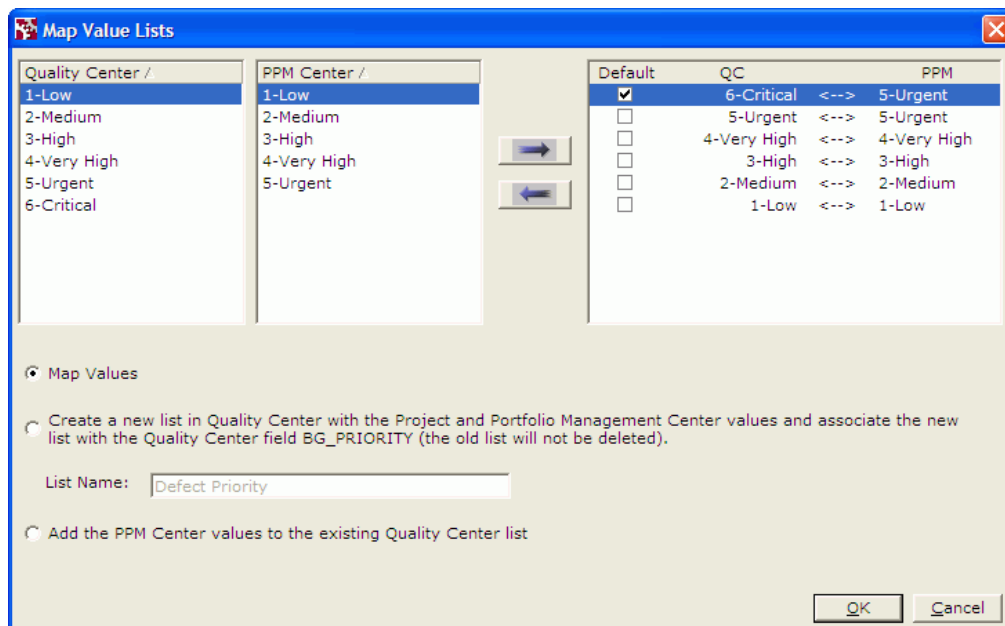 Map Value Lists
Quality Center /
1-Low
2-Medium
3-High
4-Very High
5-Urgent
6-Critical
PPM Center /
1-Low
2-Medium
3-High
4-Very High
5-Urgent
Default QC PPM
6-Critical <--> 5-Urgent
5-Urgent <--> 5-Urgent
4-Very High <--> 4-Very High
3-High <--> 3-High
2-Medium <--> 2-Medium
1-Low <--> 1-Low
Map Values
Create a new list in Quality Center with the Project and Portfolio Management Center values and associate the new
list with the Quality Center field BG_PRIORITY (the old list will not be deleted).
List Name: Defect Priority
Add the PPM Center values to the existing Quality Center list
OK Cancel